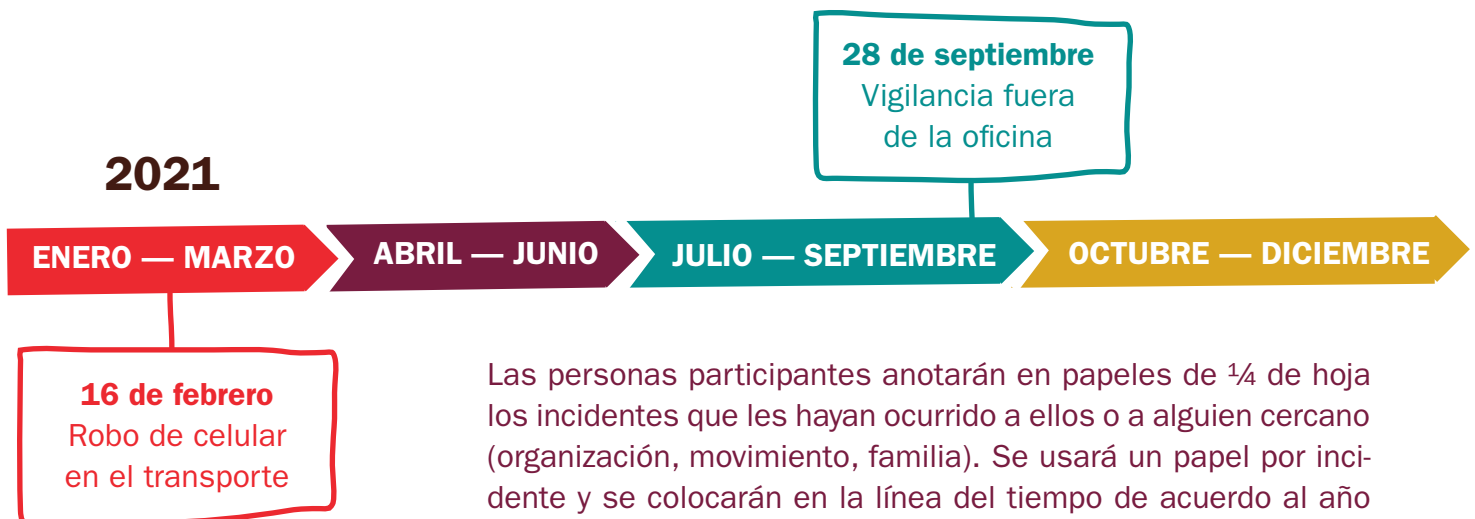 28 de septiembre
Vigilancia fuera
de la oficina
2021
ENERO — MARZO
ABRIL — JUNIO
JULIO — SEPTIEMBRE
OCTUBRE — DICIEMBRE
16 de febrero
Robo de celular
en el transporte
Las personas participantes anotarán en papeles de ¼ de hoja
los incidentes que les hayan ocurrido a ellos o a alguien cercano
(organización, movimiento, familia). Se usará un papel por inci-
dente y se colocarán en la línea del tiempo de acuerdo al año